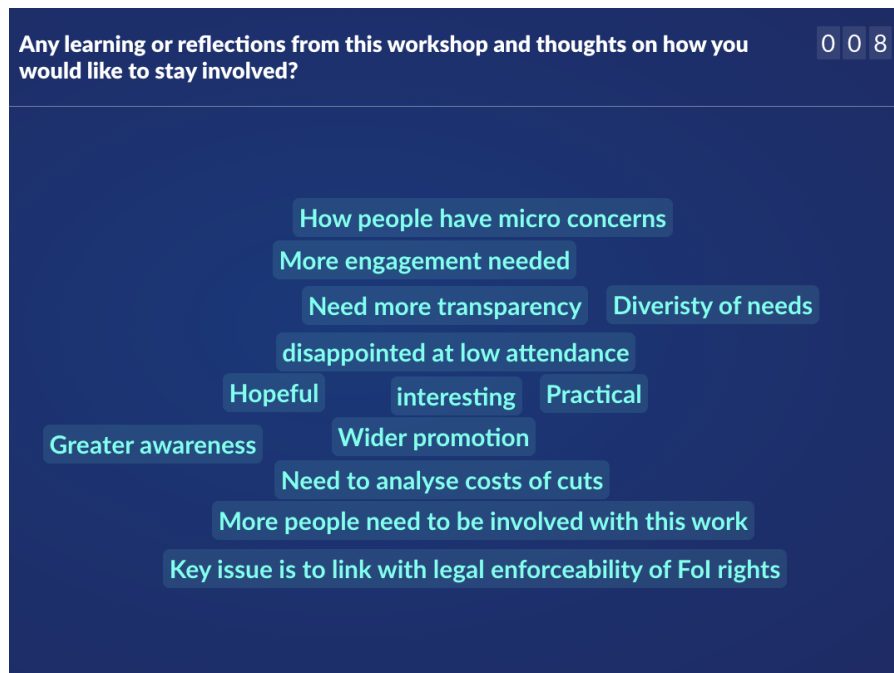 Any learning or reflections from this workshop and thoughts on how you
would like to stay involved?
0 0 8
How people have micro concerns
More engagement needed
Need more transparency
Diveristy of needs
disappointed at low attendance
Hopeful
interesting
Practical
Greater awareness
Wider promotion
Need to analyse costs of cuts
More people need to be involved with this work
Key issue is to link with legal enforceability of FoI rights